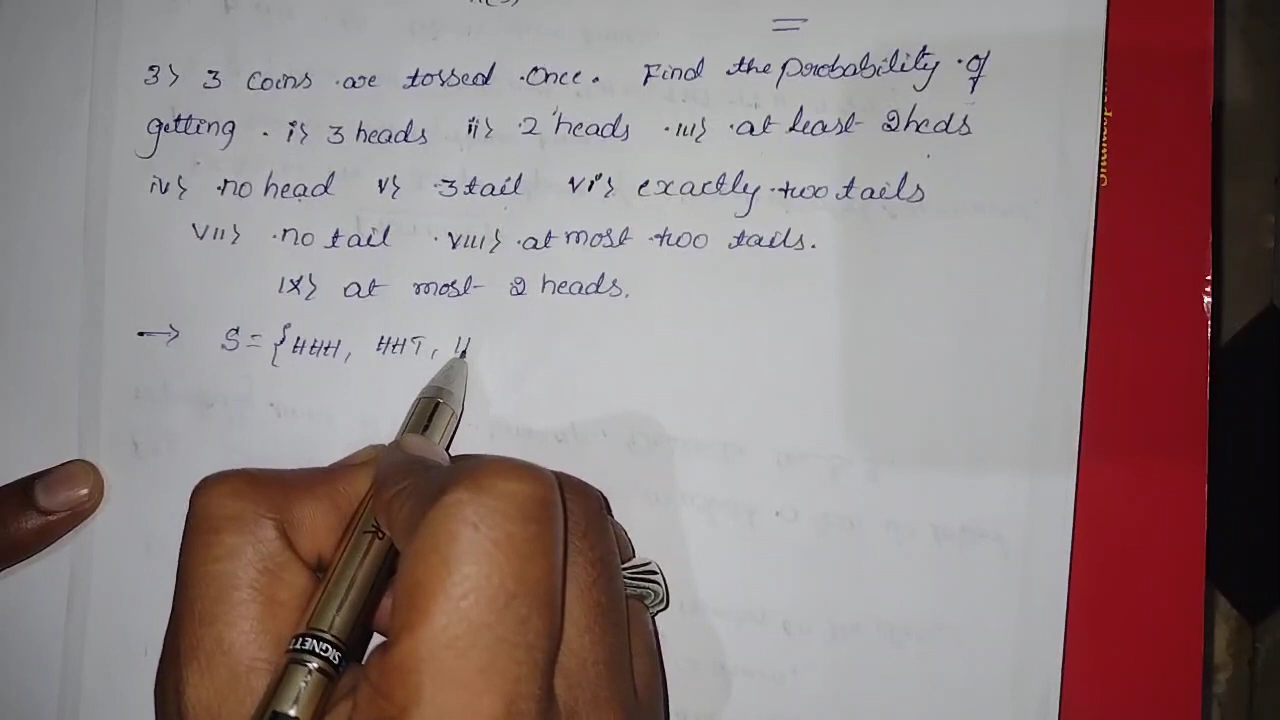 3) 3 coins are tossed once. Find the probability of
getting i) 3 heads ii) 2 heads iii) at least 2 heds
iv) no head v) 3 tail vi) exactly two tails
vii) no tail viii) at most two tails.
ix) at most 2 heads.
→ S = {HHH, HHT, H
SIGNETT